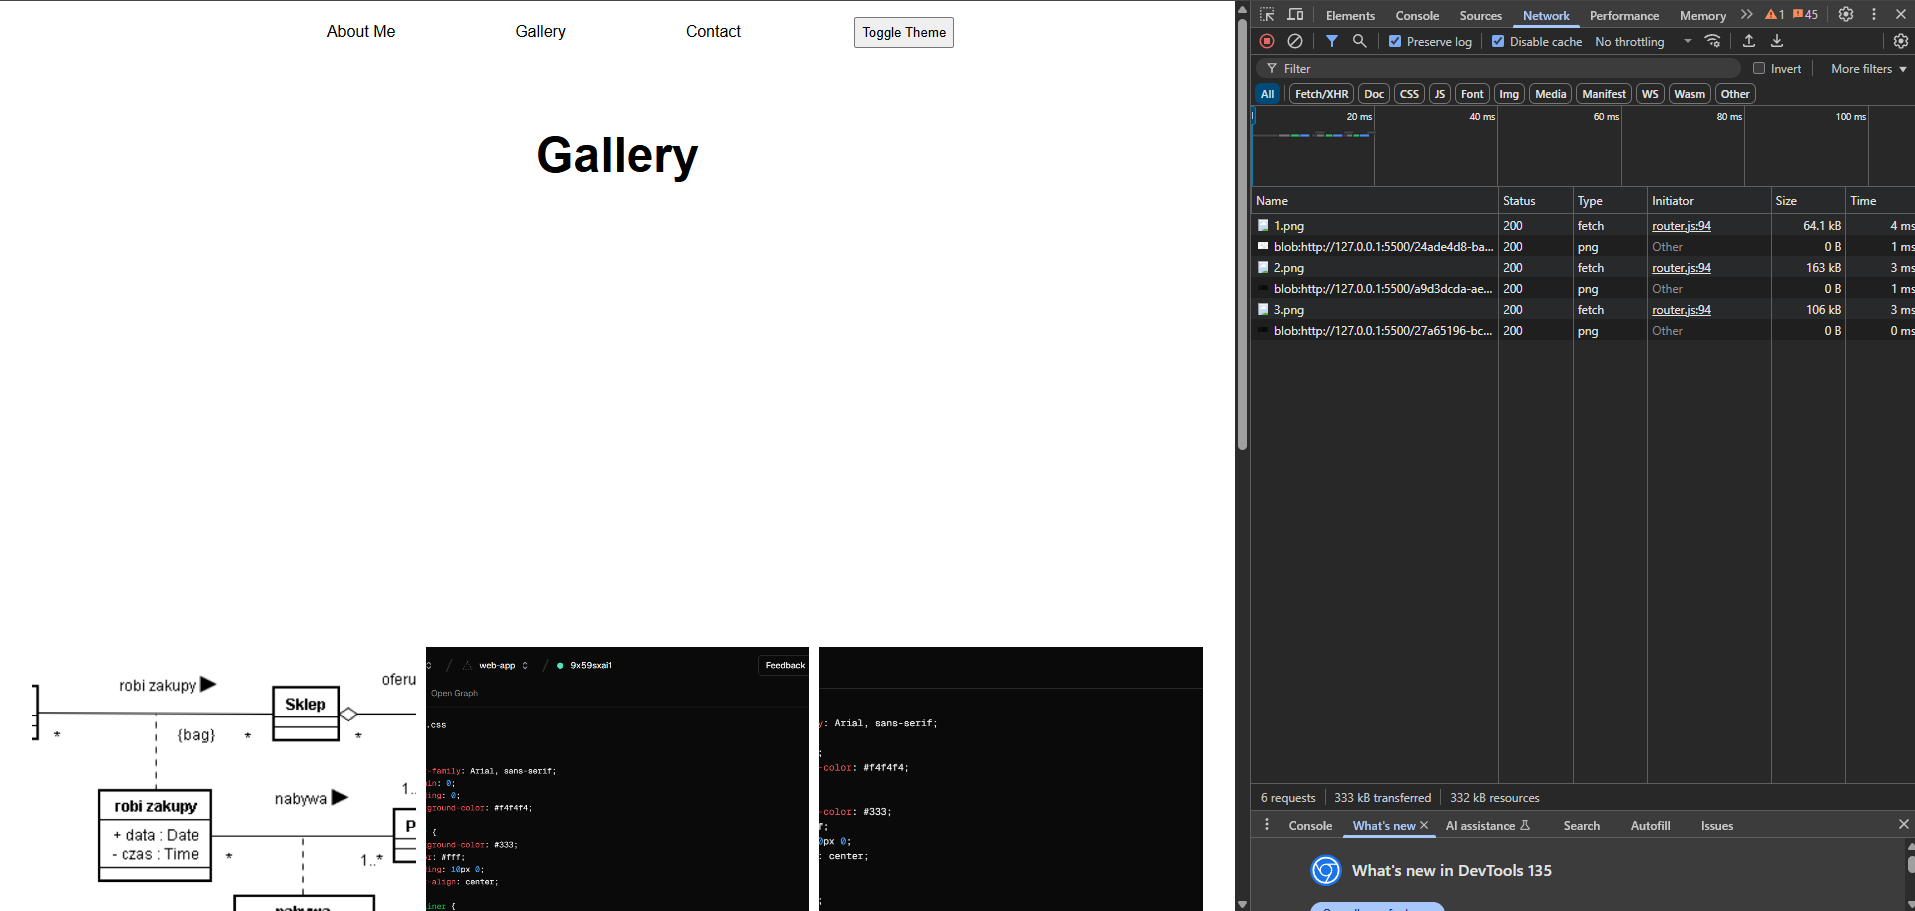 About Me Gallery Contact Toggle Theme
Gallery
robi zakupy
oferu
Sklep
{bag}
*
*
*
robi zakupy
+ data : Date
- czas : Time
nabywa
1..
P
*
1..*
web-app
9x59sxai1
Feedback
Open Graph
.css
-family: Arial, sans-serif;
in: 0;
ing: 0;
ground-color: #f4f4f4;
{
ground-color: #333;
r: #fff;
ing: 10px 0;
-align: center;
iner {
y: Arial, sans-serif;
;
-color: #f4f4f4;
-color: #333;
f;
0px 0;
: center;
;
Elements Console Sources Network Performance Memory 1 45
Preserve log Disable cache No throttling
Filter Invert More filters
All Fetch/XHR Doc CSS JS Font Img Media Manifest WS Wasm Other
20 ms 40 ms 60 ms 80 ms 100 ms
Name Status Type Initiator Size Time
1.png 200 fetch router.js:94 64.1 kB 4 ms
blob:http://127.0.0.1:5500/24ade4d8-ba... 200 png Other 0 B 1 ms
2.png 200 fetch router.js:94 163 kB 3 ms
blob:http://127.0.0.1:5500/a9d3dcda-ae... 200 png Other 0 B 1 ms
3.png 200 fetch router.js:94 106 kB 3 ms
blob:http://127.0.0.1:5500/27a65196-bc... 200 png Other 0 B 0 ms
6 requests 333 kB transferred 332 kB resources
Console What's new AI assistance Search Autofill Issues
What's new in DevTools 135